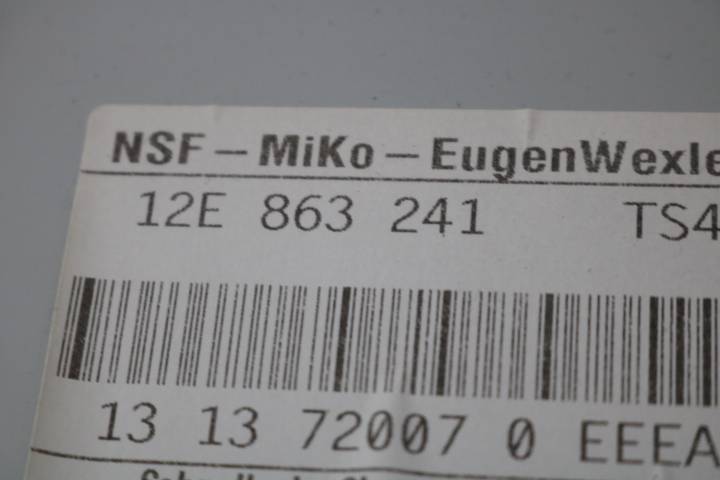 NSF – MiKo – EugenWexle
12E 863 241 TS4
13 13 72007 0 EEEA